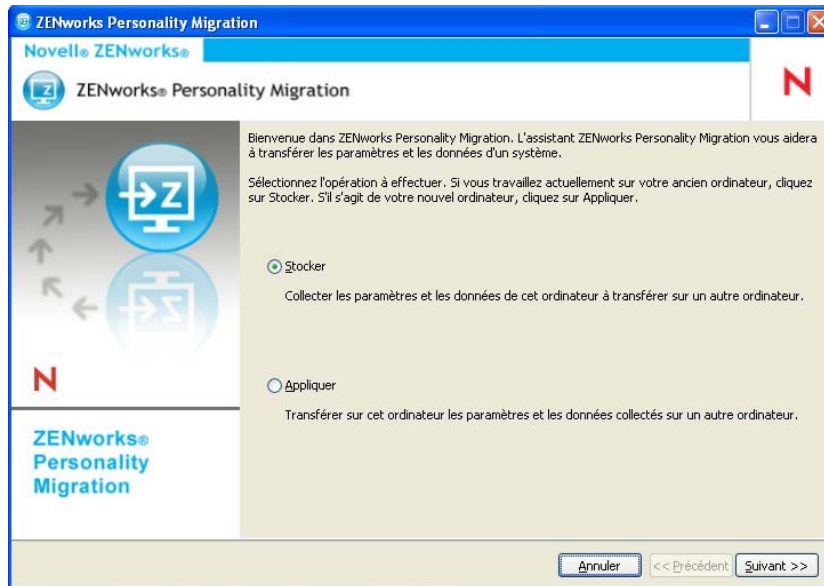 ZENworks Personality Migration
Novell® ZENworks®
ZENworks® Personality Migration
N
Bienvenue dans ZENworks Personality Migration. L'assistant ZENworks Personality Migration vous aidera
à transférer les paramètres et les données d'un système.
Sélectionnez l'opération à effectuer. Si vous travaillez actuellement sur votre ancien ordinateur, cliquez
sur Stocker. S'il s'agit de votre nouvel ordinateur, cliquez sur Appliquer.
Z
Stocker
Collecter les paramètres et les données de cet ordinateur à transférer sur un autre ordinateur.
N
Appliquer
Transférer sur cet ordinateur les paramètres et les données collectés sur un autre ordinateur.
ZENworks®
Personality
Migration
Annuler
<< Précédent
Suivant >>